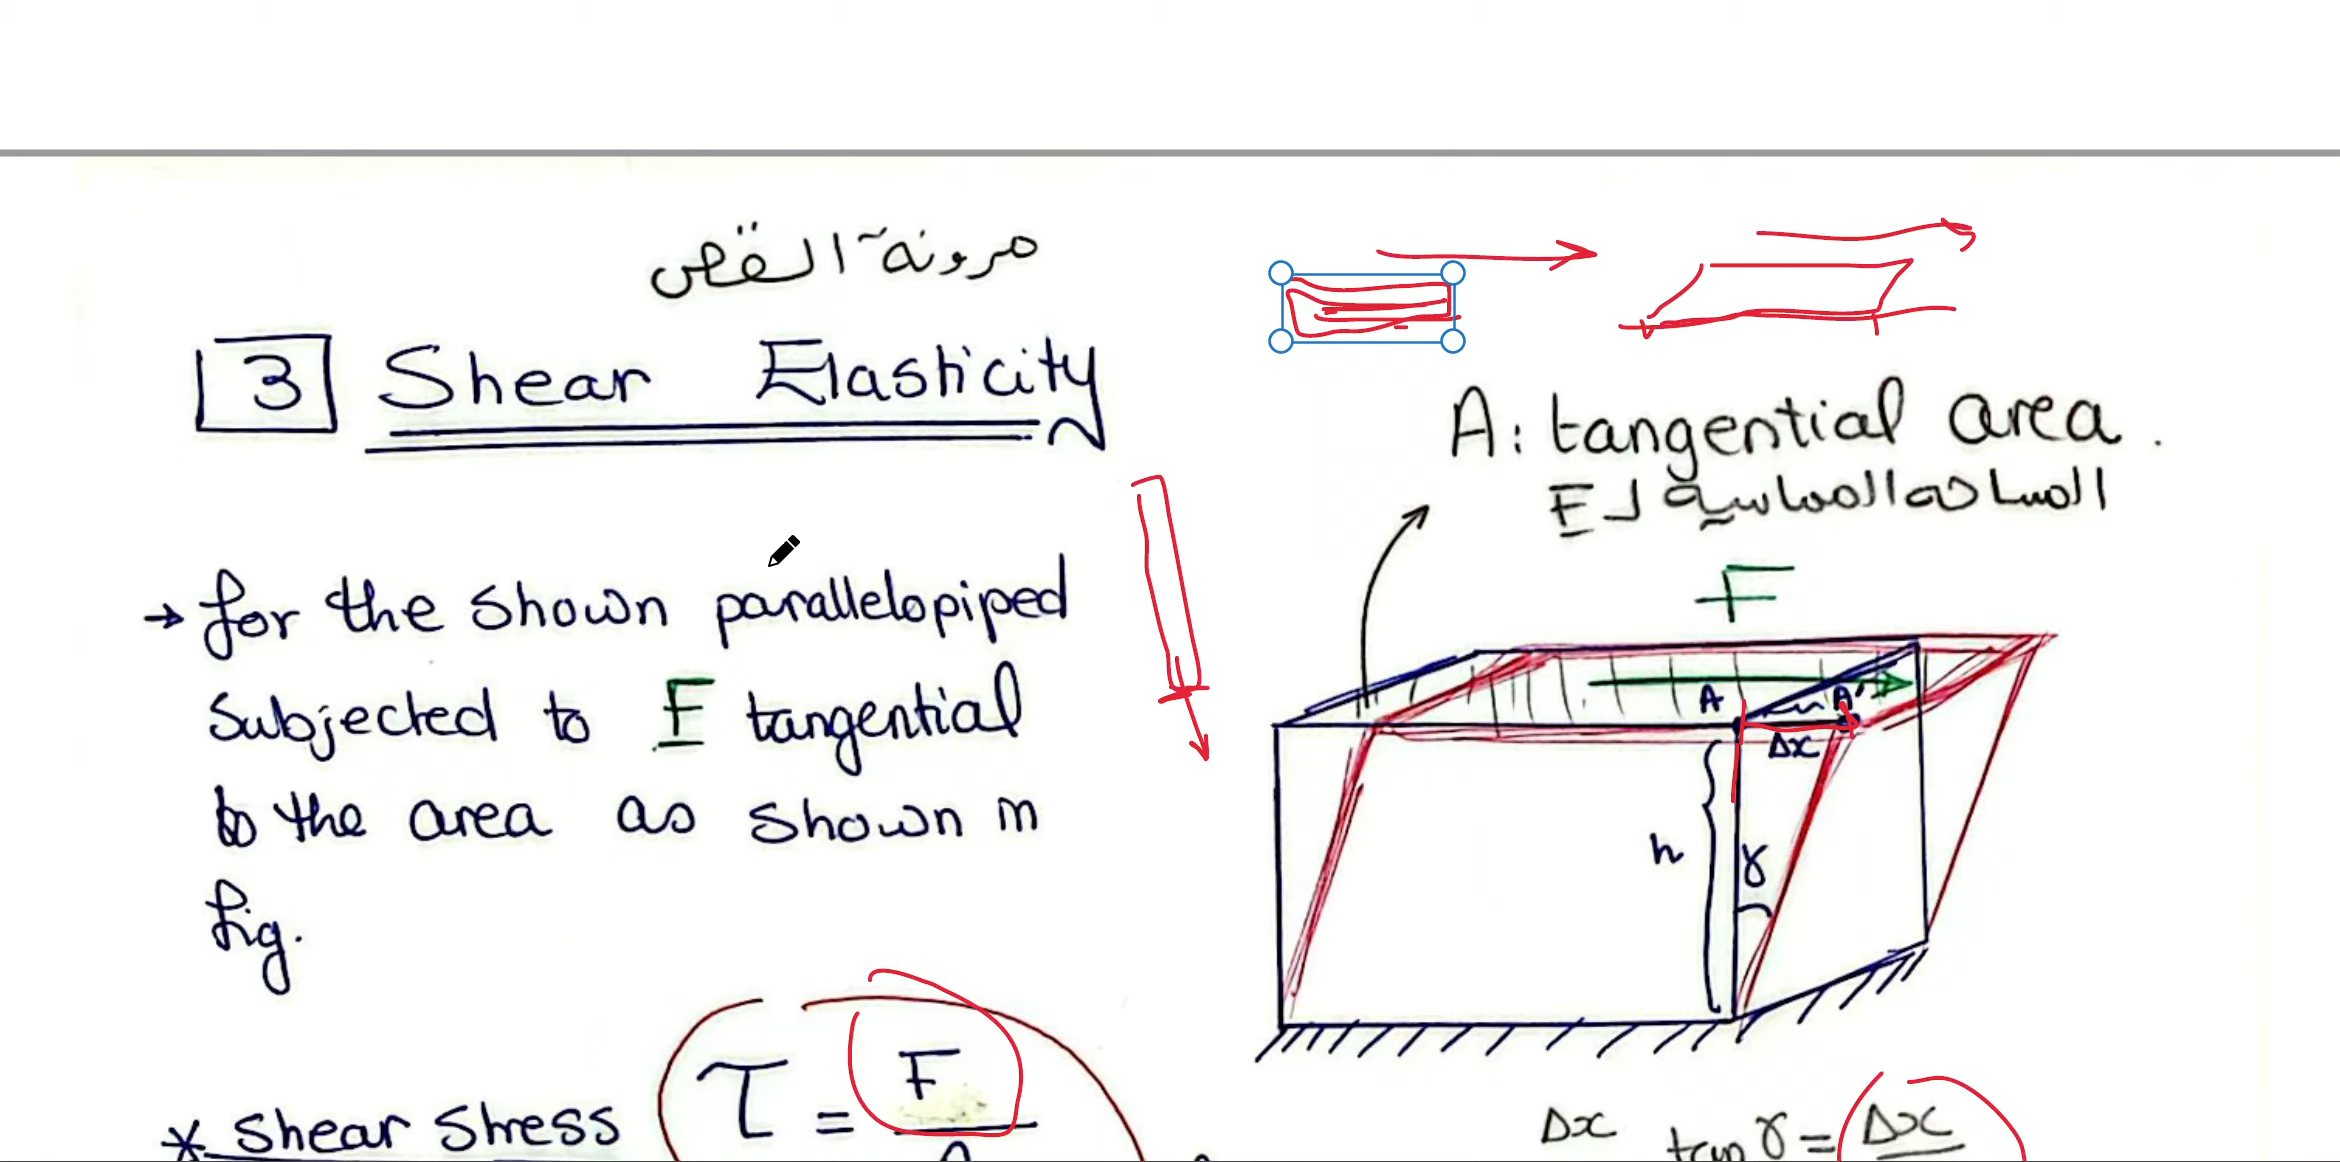 مرونة القص
3 Shear Elasticity
A: tangential area.
المساحة المماسية لـ F
→ for the shown parallelopiped
subjected to F tangential
to the area as shown in
fig.
F
A A'
Δx
h γ
* Shear Stress τ = F
Δx tan γ = Δx